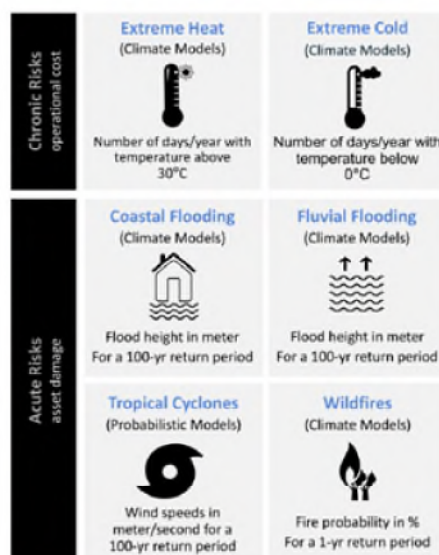 Chronic Risks
operational cost
Extreme Heat
(Climate Models)
Number of days/year with
temperature above
30°C
Extreme Cold
(Climate Models)
Number of days/year with
temperature below
0°C
Acute Risks
asset damage
Coastal Flooding
(Climate Models)
Flood height in meter
For a 100-yr return period
Fluvial Flooding
(Climate Models)
Flood height in meter
For a 100-yr return period
Tropical Cyclones
(Probabilistic Models)
Wind speeds in
meter/second for a
100-yr return period
Wildfires
(Climate Models)
Fire probability in %
For a 1-yr return period